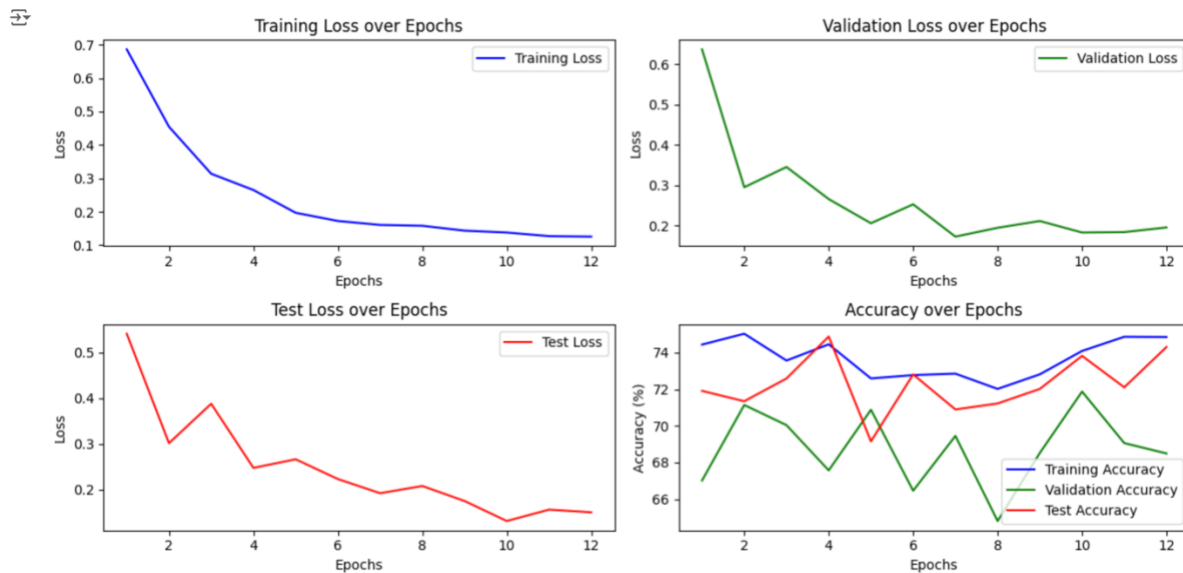 Training Loss over Epochs
0.7
0.6
0.5
0.4
0.3
0.2
0.1
Loss
Training Loss
2 4 6 8 10 12
Epochs
Validation Loss over Epochs
0.6
0.5
0.4
0.3
0.2
Loss
Validation Loss
2 4 6 8 10 12
Epochs
Test Loss over Epochs
0.5
0.4
0.3
0.2
Loss
Test Loss
2 4 6 8 10 12
Epochs
Accuracy over Epochs
74
72
70
68
66
Accuracy (%)
Training Accuracy
Validation Accuracy
Test Accuracy
2 4 6 8 10 12
Epochs